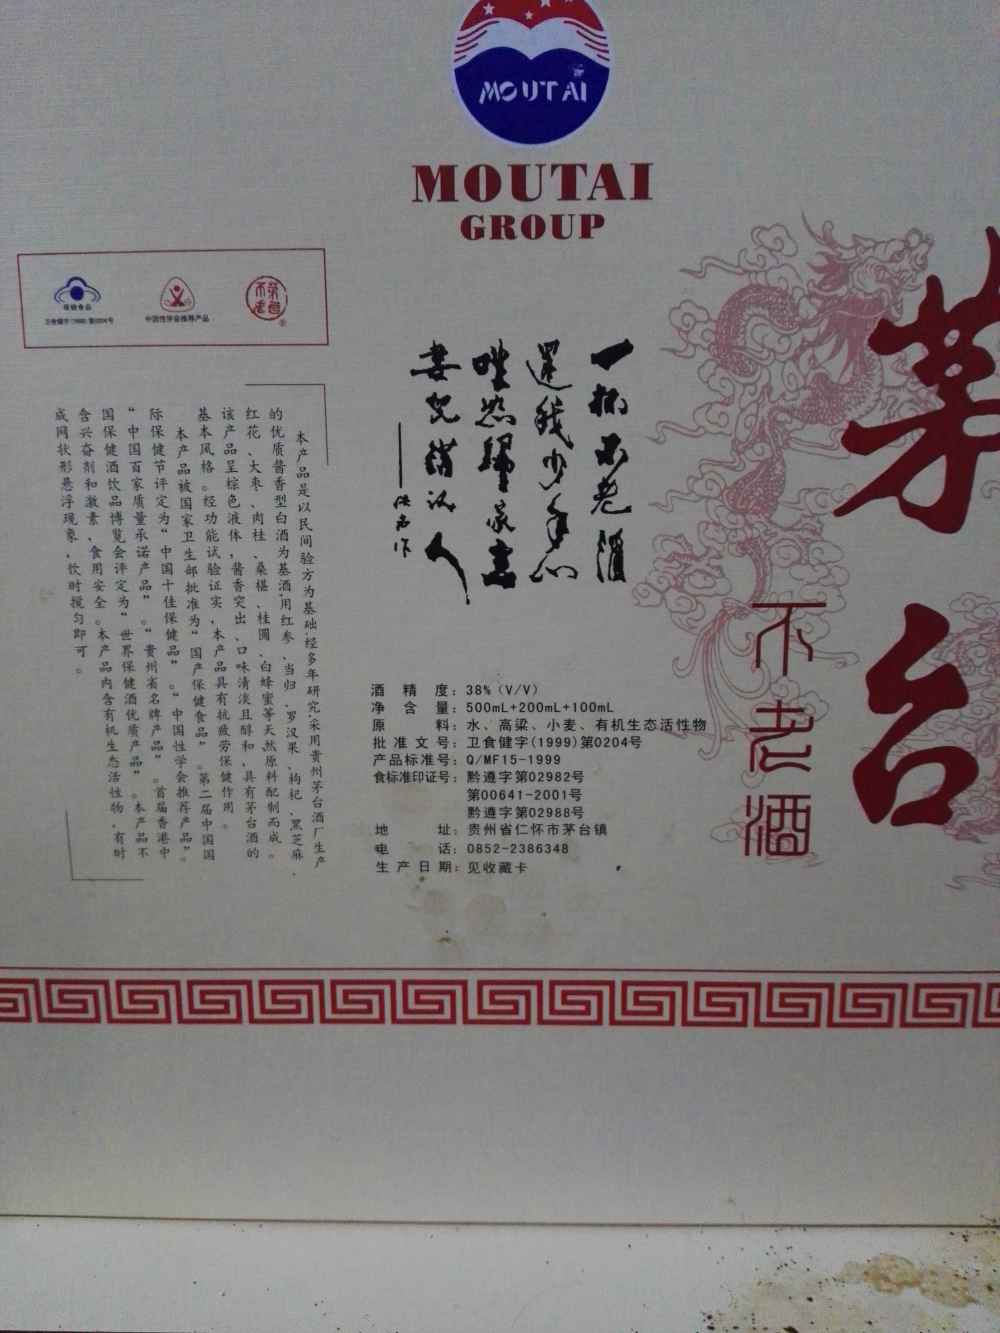 MOUTAI
MOUTAI
GROUP
保健食品
卫食健字(1999)第0204号
中国性学会推荐产品
茅台
不老
®
一杯不老酒
还我少年心
归家
妻儿满
本产品是以民间验方为基础,经多年研究,采用贵州茅台酒厂生产
的优质酱香型白酒为基酒,用红参、当归、罗汉果、枸杞、黑芝麻、
红花、大枣、肉桂、桑椹、桂圆、白蜂蜜等天然原料配制而成。
该产品呈棕色液体,酱香突出、口味清淡且醇和,具有茅台酒的
基本风格。经功能试验证实,本产品具有抗疲劳保健作用。
本产品被国家卫生部批准为“国产保健食品”。第二届中国国
际保健节评定为“中国十佳保健品”。“中国性学会推荐产品”。
“中国百家质量承诺产品”。“贵州省名牌产品”。首届香港中
国保健酒饮品博览会评定为“世界保健酒优质产品”。本产品不
含兴奋剂和激素,食用安全。本产品内含有机生态活性物,有时
成网状形悬浮现象,饮时搅匀即可。
酒精度:38%(V/V)
净含量:500mL+200mL+100mL
原料:水、高粱、小麦、有机生态活性物
批准文号:卫食健字(1999)第0204号
产品标准号:Q/MF15-1999
食标准印证号:黔遵字第02982号
第00641-2001号
黔遵字第02988号
地址:贵州省仁怀市茅台镇
电话:0852-2386348
生产日期:见收藏卡
茅台
不老酒